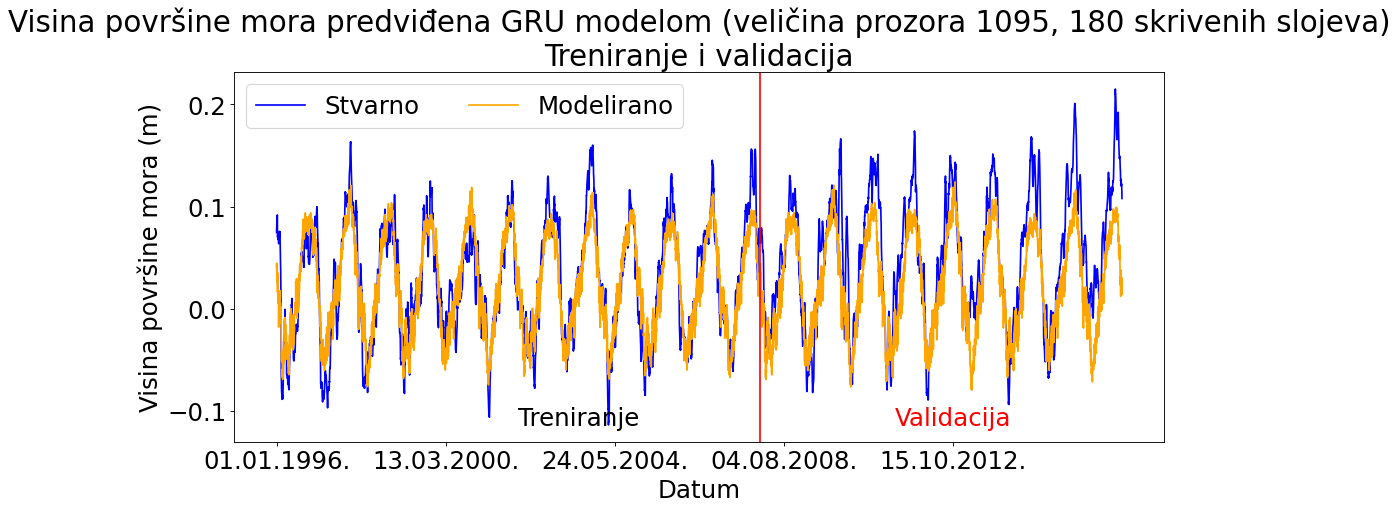 Visina površine mora predviđena GRU modelom (veličina prozora 1095, 180 skrivenih slojeva)
Treniranje i validacija
Stvarno Modelirano
Visina površine mora (m)
0.2
0.1
0.0
−0.1
Treniranje Validacija
01.01.1996. 13.03.2000. 24.05.2004. 04.08.2008. 15.10.2012.
Datum